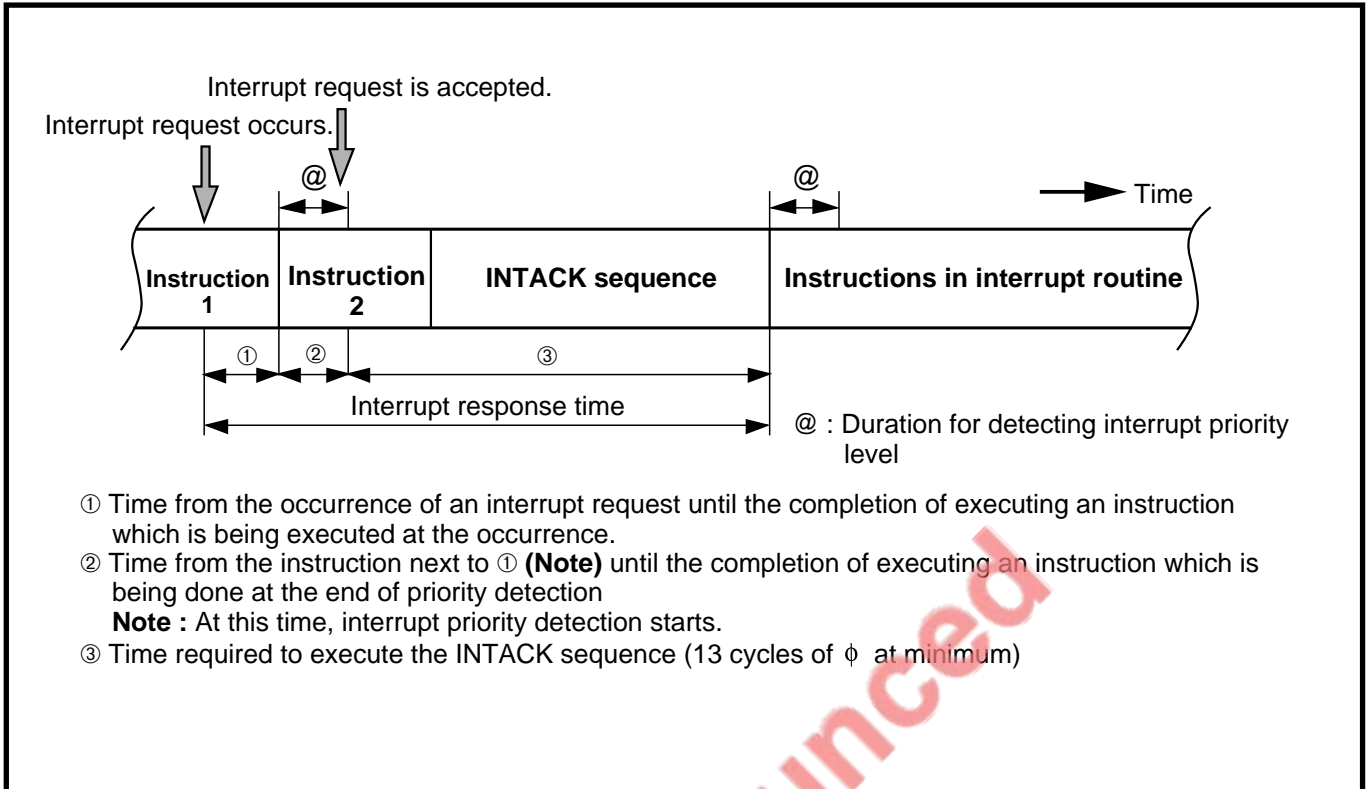 Interrupt request is accepted.
Interrupt request occurs.
@
@
Time
Instruction
1
Instruction
2
INTACK sequence
Instructions in interrupt routine
①
②
③
Interrupt response time
@ : Duration for detecting interrupt priority
level
① Time from the occurrence of an interrupt request until the completion of executing an instruction
which is being executed at the occurrence.
② Time from the instruction next to ① (Note) until the completion of executing an instruction which is
being done at the end of priority detection
Note : At this time, interrupt priority detection starts.
③ Time required to execute the INTACK sequence (13 cycles of ϕ at minimum)